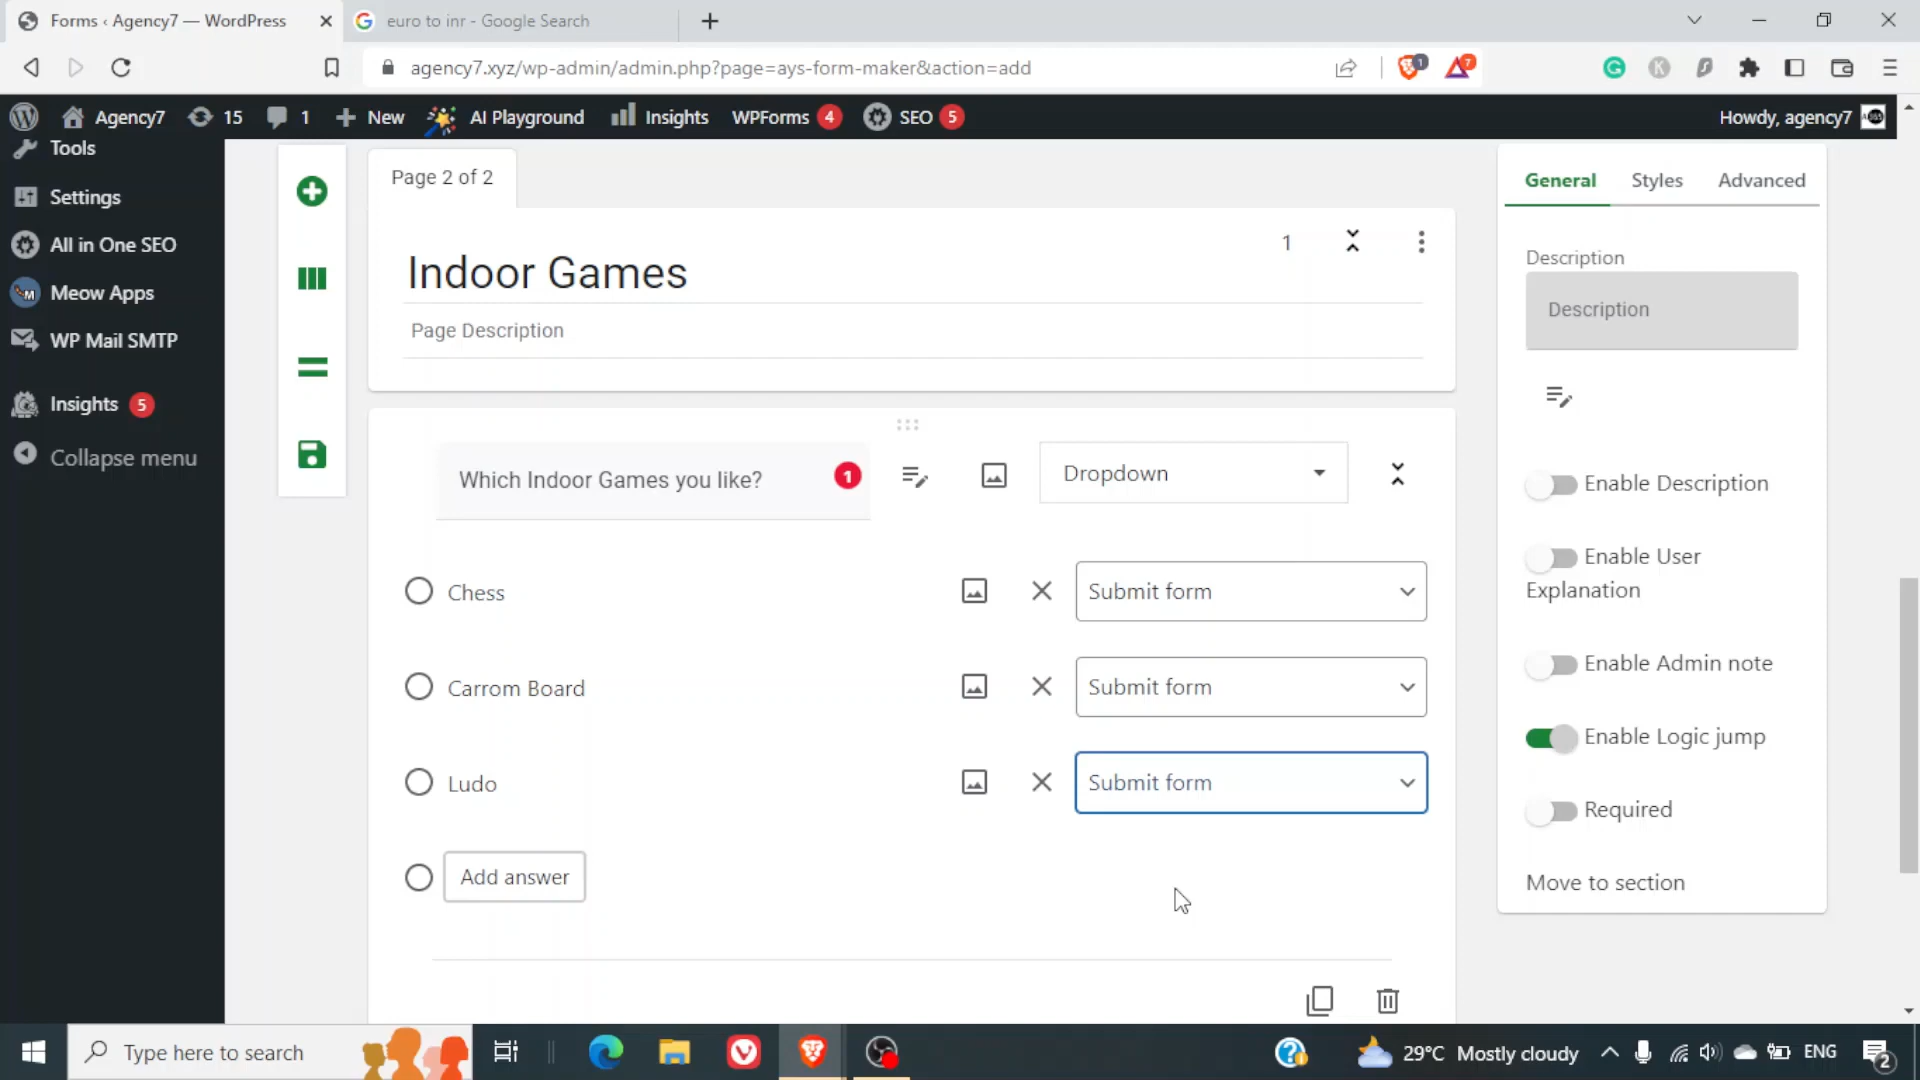 Forms ‹ Agency7 — WordPress
euro to inr - Google Search
agency7.xyz/wp-admin/admin.php?page=ays-form-maker&action=add
1
7
Agency7
15
1
New
AI Playground
Insights
WPForms
4
SEO
5
Howdy, agency7
Tools
Settings
All in One SEO
Meow Apps
WP Mail SMTP
Insights
5
Collapse menu
Page 2 of 2
1
Indoor Games
Page Description
Which Indoor Games you like?
1
Dropdown
Chess
Submit form
Carrom Board
Submit form
Ludo
Submit form
Add answer
General
Styles
Advanced
Description
Description
Enable Description
Enable User
Explanation
Enable Admin note
Enable Logic jump
Required
Move to section
Type here to search
29°C Mostly cloudy
ENG
2